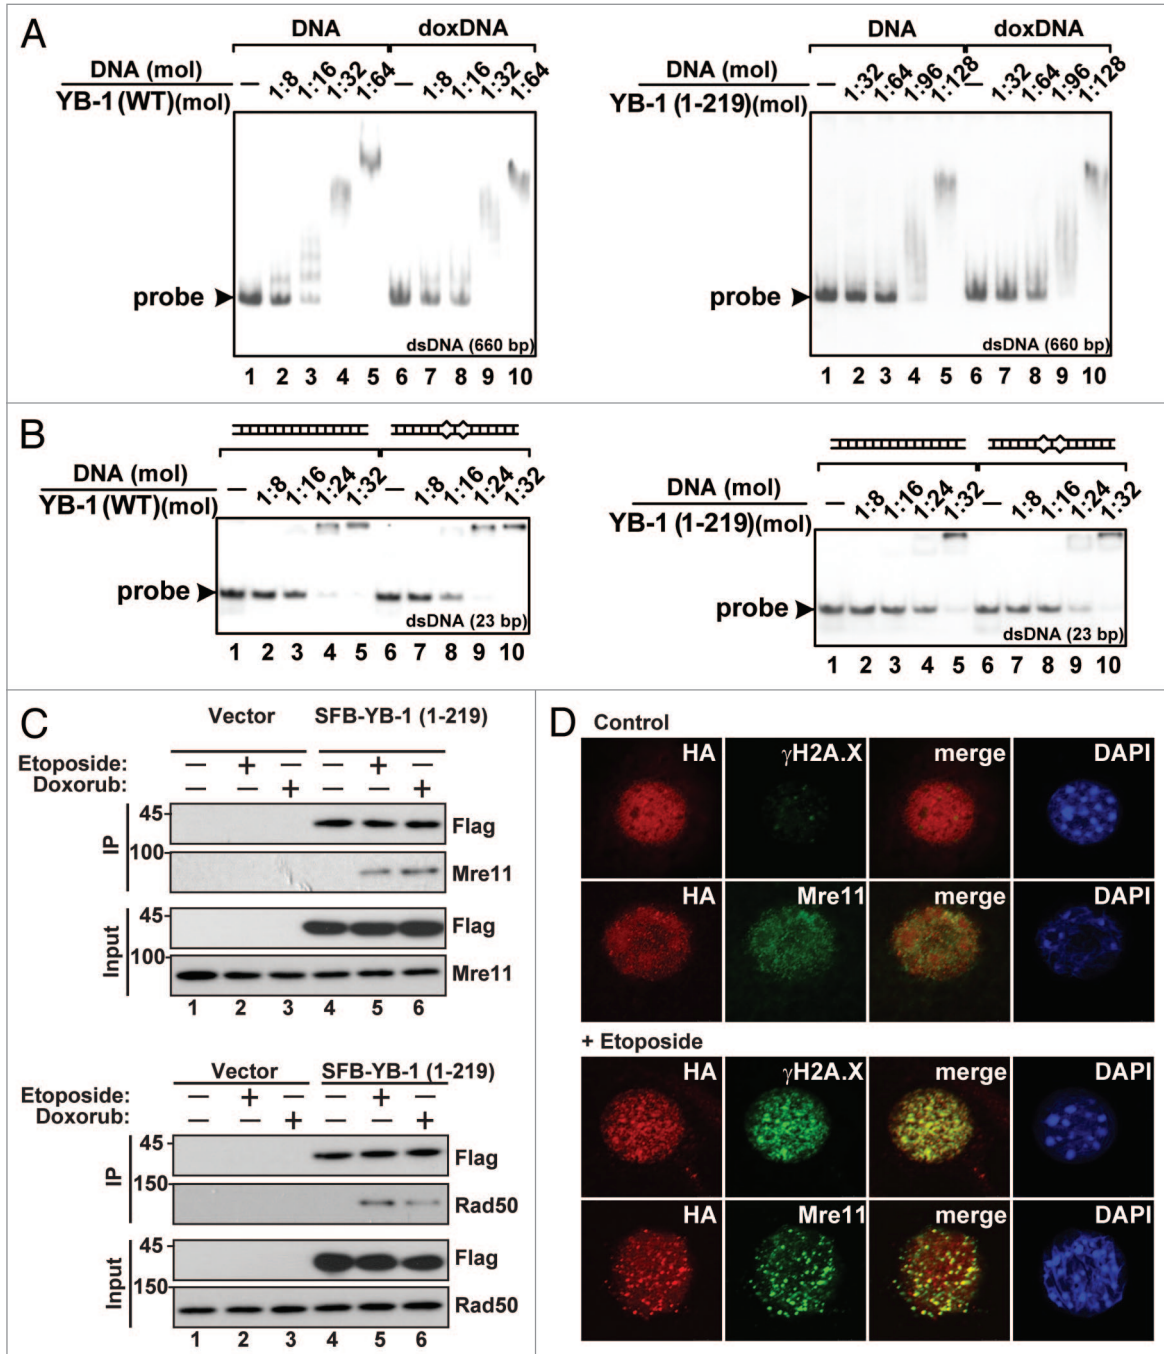 A
DNA doxDNA
DNA (mol)
YB-1 (WT)(mol)
— 1:8 1:16 1:32 1:64 — 1:8 1:16 1:32 1:64
probe
dsDNA (660 bp)
1 2 3 4 5 6 7 8 9 10
DNA doxDNA
DNA (mol)
YB-1 (1-219)(mol)
— 1:32 1:64 1:96 1:128 — 1:32 1:64 1:96 1:128
probe
dsDNA (660 bp)
1 2 3 4 5 6 7 8 9 10
B
DNA (mol)
YB-1 (WT)(mol)
— 1:8 1:16 1:24 1:32 — 1:8 1:16 1:24 1:32
probe
dsDNA (23 bp)
1 2 3 4 5 6 7 8 9 10
DNA (mol)
YB-1 (1-219)(mol)
— 1:8 1:16 1:24 1:32 — 1:8 1:16 1:24 1:32
probe
dsDNA (23 bp)
1 2 3 4 5 6 7 8 9 10
C
Vector SFB-YB-1 (1-219)
Etoposide: — + — — + —
Doxorub: — — + — — +
IP
45 Flag
100 Mre11
Input
45 Flag
100 Mre11
1 2 3 4 5 6
Vector SFB-YB-1 (1-219)
Etoposide: — + — — + —
Doxorub: — — + — — +
IP
45 Flag
150 Rad50
Input
45 Flag
150 Rad50
1 2 3 4 5 6
D
Control
HA γH2A.X merge DAPI
HA Mre11 merge DAPI
+ Etoposide
HA γH2A.X merge DAPI
HA Mre11 merge DAPI